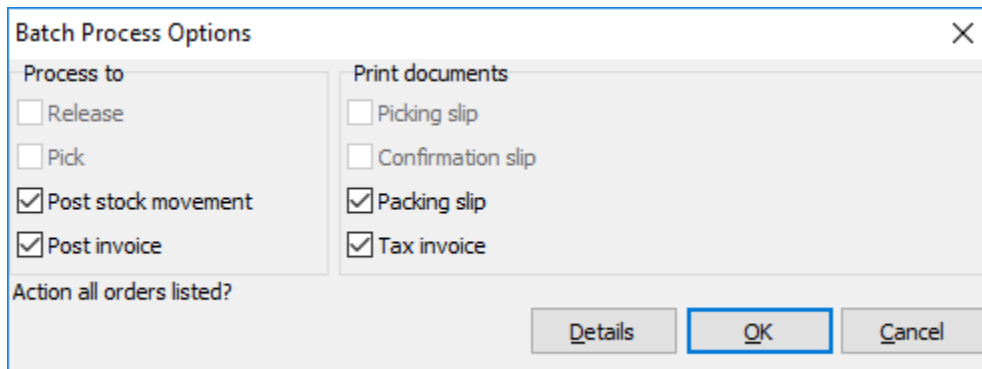 Batch Process Options
Process to
Release
Pick
Post stock movement
Post invoice
Print documents
Picking slip
Confirmation slip
Packing slip
Tax invoice
Action all orders listed?
Details
OK
Cancel